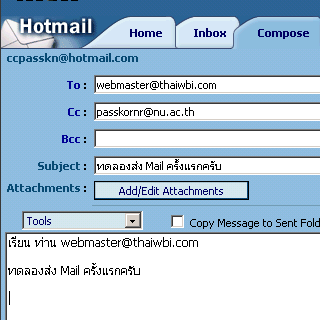 Hotmail Home Inbox Compose
ccpasskn@hotmail.com
To : webmaster@thaiwbi.com
Cc : passkornr@nu.ac.th
Bcc :
Subject : ทดลองส่ง Mail ครั้งแรกครับ
Attachments : Add/Edit Attachments
Tools Copy Message to Sent Fold
เรียน ท่าน webmaster@thaiwbi.com
ทดลองส่ง Mail ครั้งแรกครับ